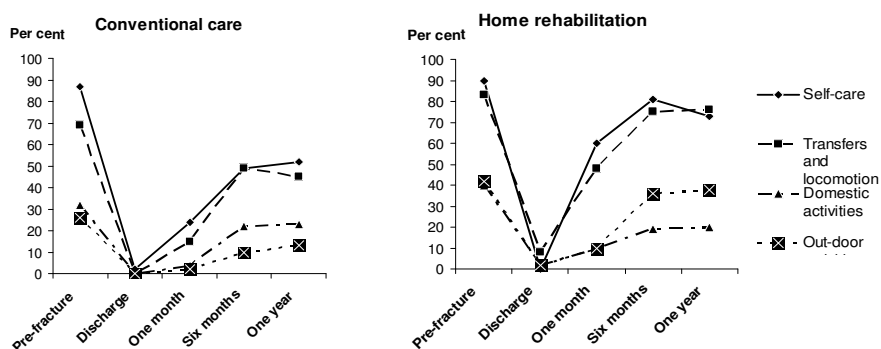 Conventional care
Per cent
100
90
80
70
60
50
40
30
20
10
0
Pre-fracture
Discharge
One month
Six months
One year
Home rehabilitation
Per cent
100
90
80
70
60
50
40
30
20
10
0
Pre-fracture
Discharge
One month
Six months
One year
Self-care
Transfers
and
locomotion
Domestic
activities
Out-door